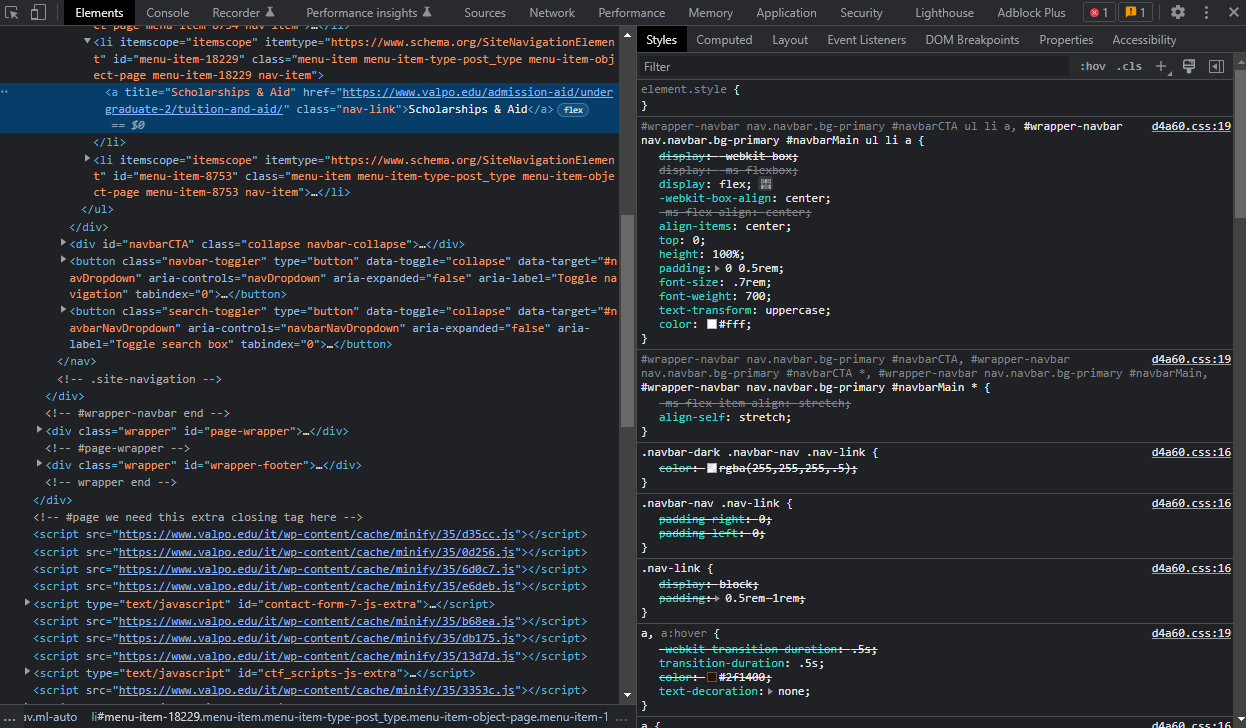 Elements Console Recorder Performance insights Sources Network Performance Memory Application Security Lighthouse Adblock Plus 1 1
<li itemscope="itemscope" itemtype="https://www.schema.org/SiteNavigationElemen
t" id="menu-item-18229" class="menu-item menu-item-type-post_type menu-item-obj
ect-page menu-item-18229 nav-item">
<a title="Scholarships & Aid" href="https://www.valpo.edu/admission-aid/under
graduate-2/tuition-and-aid/" class="nav-link">Scholarships & Aid</a> flex
== $0
</li>
<li itemscope="itemscope" itemtype="https://www.schema.org/SiteNavigationElemen
t" id="menu-item-8753" class="menu-item menu-item-type-post_type menu-item-obje
ct-page menu-item-8753 nav-item">…</li>
</ul>
</div>
<div id="navbarCTA" class="collapse navbar-collapse">…</div>
<button class="navbar-toggler" type="button" data-toggle="collapse" data-target="#n
avDropdown" aria-controls="navDropdown" aria-expanded="false" aria-label="Toggle na
vigation" tabindex="0">…</button>
<button class="search-toggler" type="button" data-toggle="collapse" data-target="#n
avbarNavDropdown" aria-controls="navbarNavDropdown" aria-expanded="false" aria-
label="Toggle search box" tabindex="0">…</button>
</nav>
<!-- .site-navigation -->
</div>
<!-- #wrapper-navbar end -->
<div class="wrapper" id="page-wrapper">…</div>
<!-- #page-wrapper -->
<div class="wrapper" id="wrapper-footer">…</div>
<!-- wrapper end -->
</div>
<!-- #page we need this extra closing tag here -->
<script src="https://www.valpo.edu/it/wp-content/cache/minify/35/d35cc.js"></script>
<script src="https://www.valpo.edu/it/wp-content/cache/minify/35/0d256.js"></script>
<script src="https://www.valpo.edu/it/wp-content/cache/minify/35/6d0c7.js"></script>
<script src="https://www.valpo.edu/it/wp-content/cache/minify/35/e6deb.js"></script>
<script type="text/javascript" id="contact-form-7-js-extra">…</script>
<script src="https://www.valpo.edu/it/wp-content/cache/minify/35/b68ea.js"></script>
<script src="https://www.valpo.edu/it/wp-content/cache/minify/35/db175.js"></script>
<script src="https://www.valpo.edu/it/wp-content/cache/minify/35/13d7d.js"></script>
<script type="text/javascript" id="ctf_scripts-js-extra">…</script>
<script src="https://www.valpo.edu/it/wp-content/cache/minify/35/3353c.js"></script>
… av.ml-auto li#menu-item-18229.menu-item.menu-item-type-post_type.menu-item-object-page.menu-item-1 …
Styles Computed Layout Event Listeners DOM Breakpoints Properties Accessibility
Filter :hov .cls
element.style {
}
#wrapper-navbar nav.navbar.bg-primary #navbarCTA ul li a, #wrapper-navbar d4a60.css:19
nav.navbar.bg-primary #navbarMain ul li a {
display: -webkit-box;
display: -ms-flexbox;
display: flex;
-webkit-box-align: center;
-ms-flex-align: center;
align-items: center;
top: 0;
height: 100%;
padding: 0 0.5rem;
font-size: .7rem;
font-weight: 700;
text-transform: uppercase;
color: #fff;
}
#wrapper-navbar nav.navbar.bg-primary #navbarCTA, #wrapper-navbar d4a60.css:19
nav.navbar.bg-primary #navbarCTA *, #wrapper-navbar nav.navbar.bg-primary #navbarMain,
#wrapper-navbar nav.navbar.bg-primary #navbarMain * {
-ms-flex-item-align: stretch;
align-self: stretch;
}
.navbar-dark .navbar-nav .nav-link { d4a60.css:16
color: rgba(255,255,255,.5);
}
.navbar-nav .nav-link { d4a60.css:16
padding-right: 0;
padding-left: 0;
}
.nav-link { d4a60.css:16
display: block;
padding: 0.5rem 1rem;
}
a, a:hover { d4a60.css:19
-webkit-transition-duration: .5s;
transition-duration: .5s;
color: #2f1400;
text-decoration: none;
}
a { d4a60.css:16